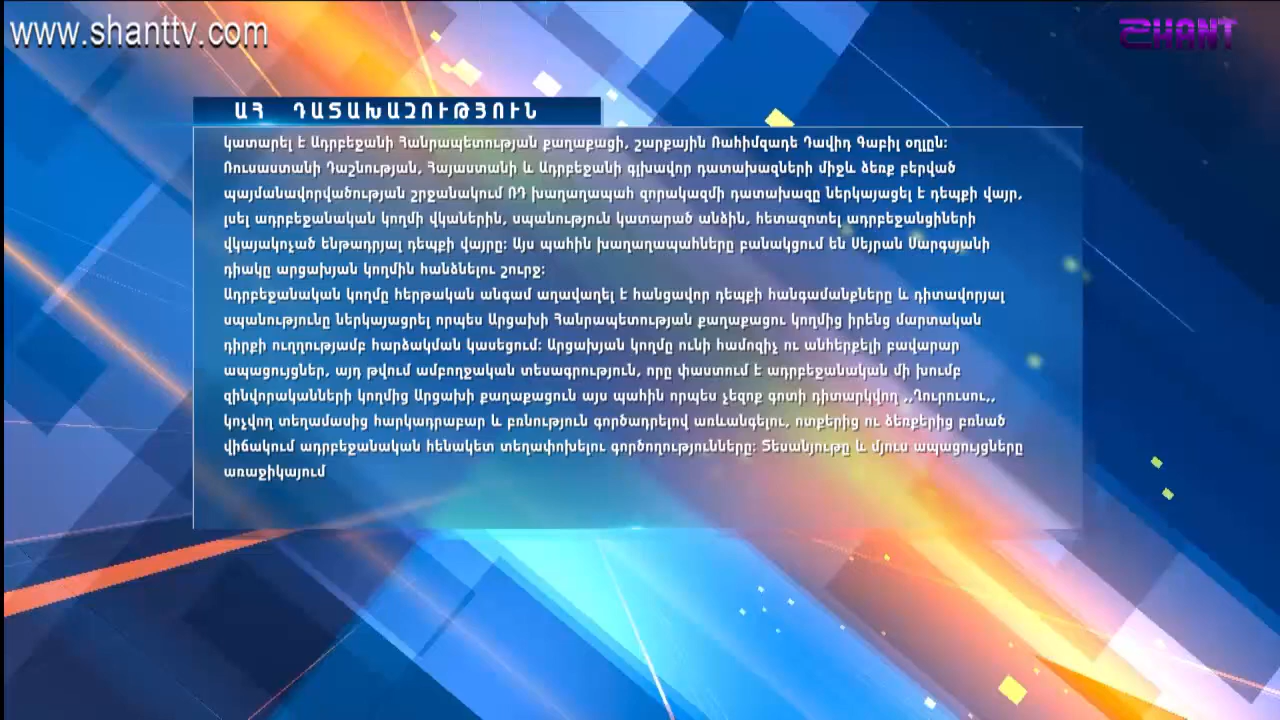 www.shanttv.com
SHANT
ԱՀ ԴԱՏԱԽԱԶՈՒԹՅՈՒՆ
կատարել է Ադրբեջանի Հանրապետության քաղաքացի, շարքային Ռահիմզադե Դավիդ Գաբիլ օղլըն։
Ռուսաստանի Դաշնության, Հայաստանի և Ադրբեջանի գլխավոր դատախազների միջև ձեռք բերված
պայմանավորվածության շրջանակում ՌԴ խաղաղապահ զորակազմի դատախազը ներկայացել է դեպքի վայր,
լսել ադրբեջանական կողմի վկաներին, սպանություն կատարած անձին, հետազոտել ադրբեջանցիների
վկայակոչած ենթադրյալ դեպքի վայրը։ Այս պահին խաղաղապահները բանակցում են Սեյրան Սարգսյանի
դիակը արցախյան կողմին հանձնելու շուրջ։
Ադրբեջանական կողմը հերթական անգամ աղավաղել է հանցավոր դեպքի հանգամանքները և դիտավորյալ
սպանությունը ներկայացրել որպես Արցախի Հանրապետության քաղաքացու կողմից իրենց մարտական
դիրքի ուղղությամբ հարձակման կասեցում։ Արցախյան կողմը ունի համոզիչ ու անհերքելի բավարար
ապացույցներ, այդ թվում ամբողջական տեսագրություն, որը փաստում է ադրբեջանական մի խումբ
զինվորականների կողմից Արցախի քաղաքացուն այս պահին որպես չեզոք գոտի դիտարկվող ,,Ղուրուսու,,
կոչվող տեղամասից հարկադրաբար և բռնություն գործադրելով առևանգելու, ոտքերից ու ձեռքերից բռնած
վիճակում ադրբեջանական հենակետ տեղափոխելու գործողությունները։ Տեսանյութը և մյուս ապացույցները
առաջիկայում